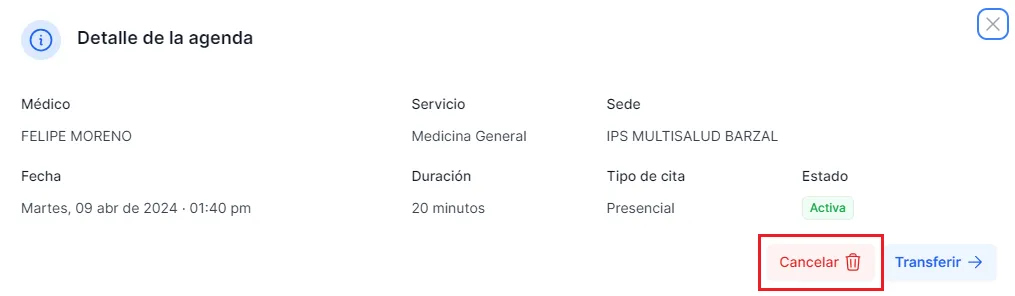 Detalle de la agenda
Médico Servicio Sede
FELIPE MORENO Medicina General IPS MULTISALUD BARZAL
Fecha Duración Tipo de cita Estado
Martes, 09 abr de 2024 · 01:40 pm 20 minutos Presencial Activa
Cancelar Transferir